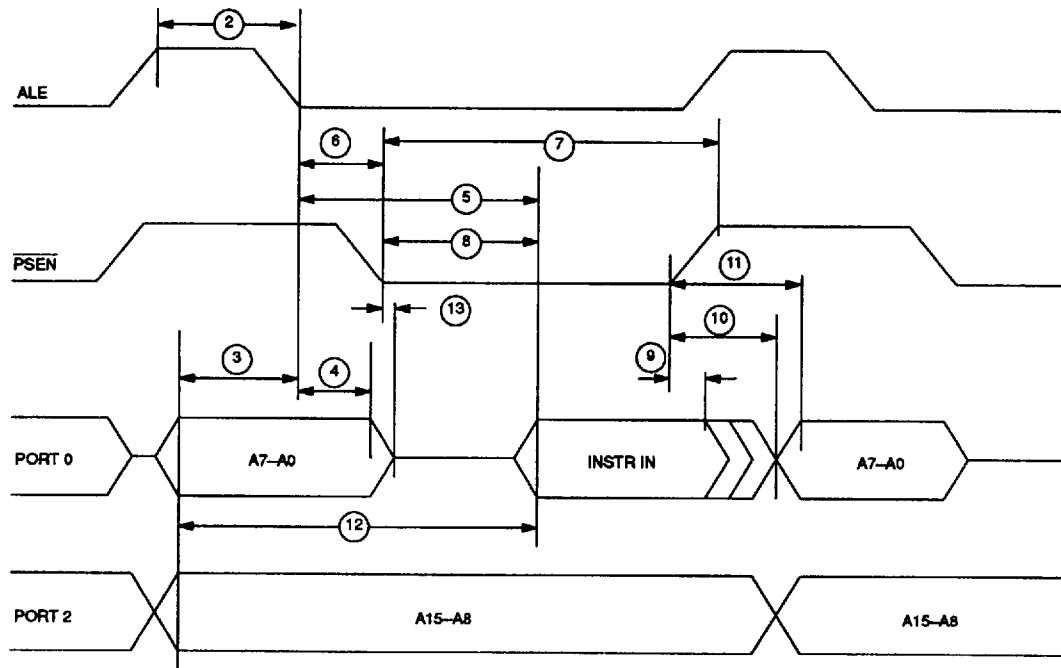 2
ALE
6
7
5
PSEN
8
11
13
10
9
3
4
PORT 0
A7–A0
INSTR IN
A7–A0
12
PORT 2
A15–A8
A15–A8